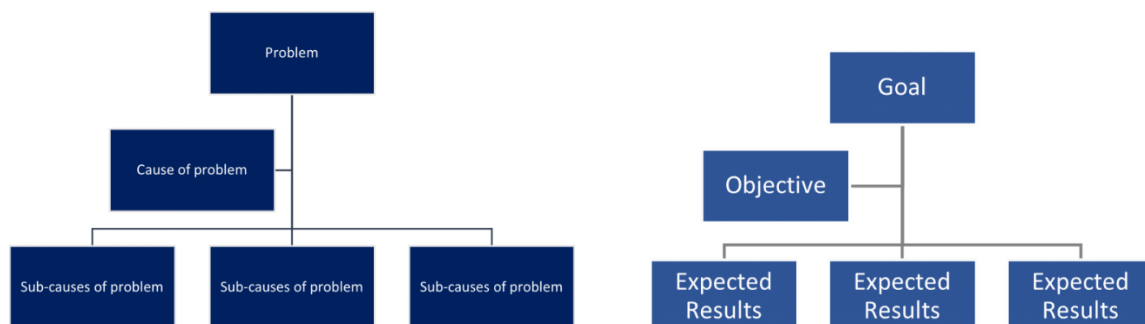 Problem
Cause of problem
Sub-causes of problem
Sub-causes of problem
Sub-causes of problem
Goal
Objective
Expected
Results
Expected
Results
Expected
Results